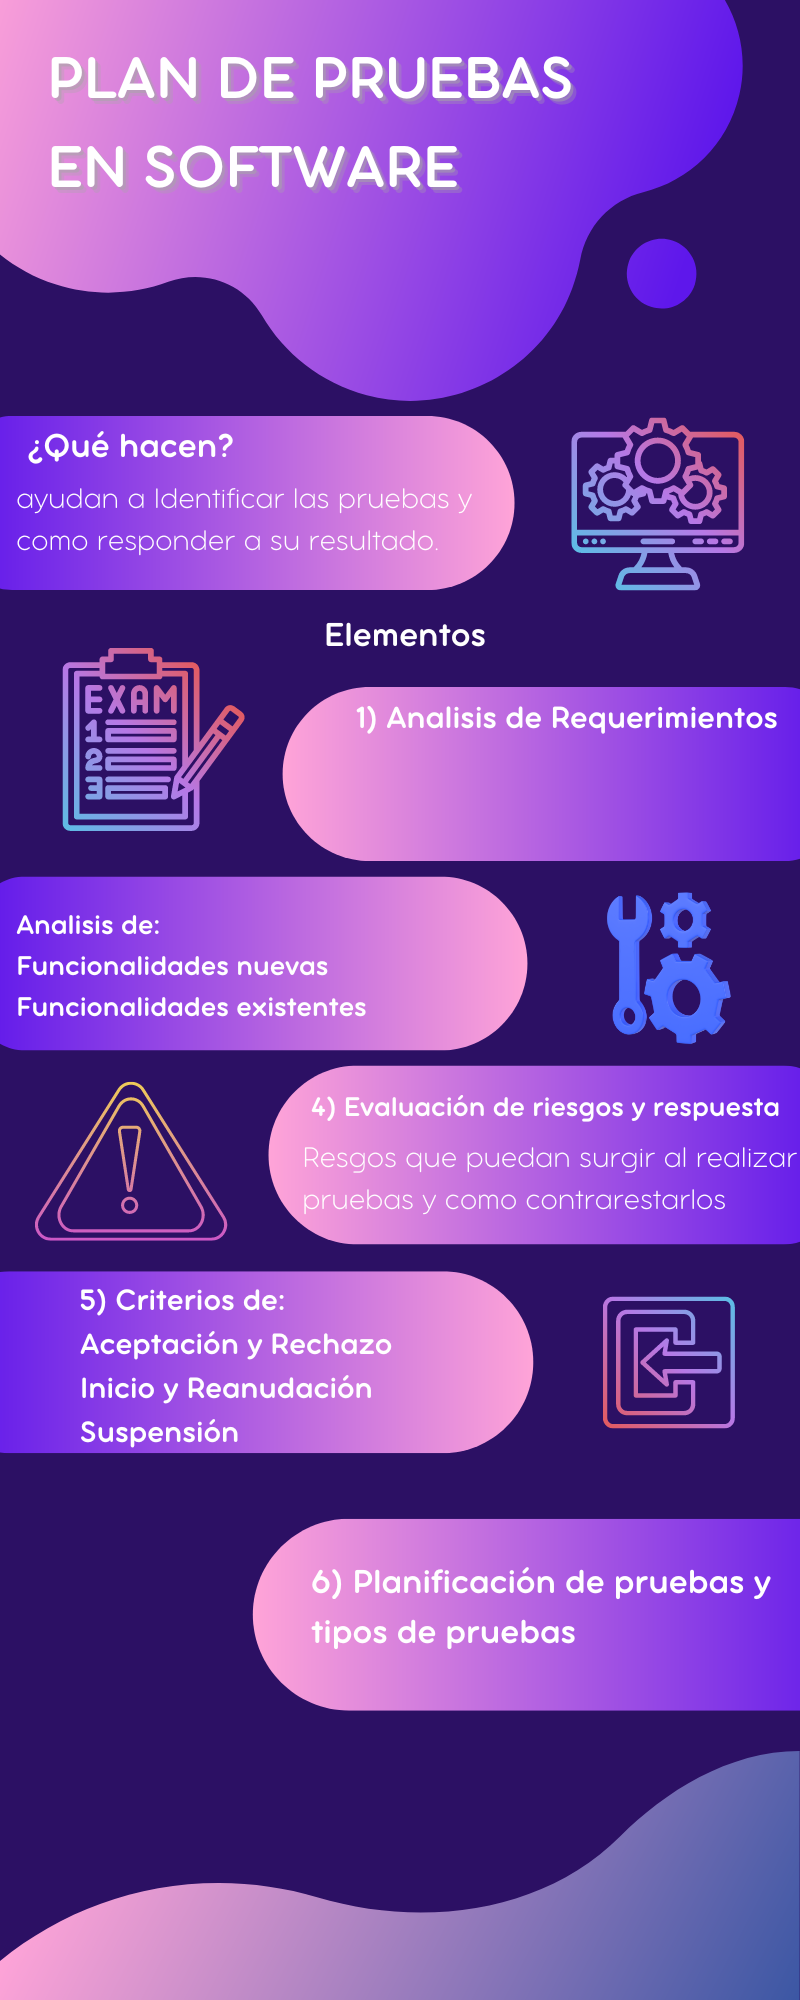 PLAN DE PRUEBAS
EN SOFTWARE
¿Qué hacen?
ayudan a Identificar las pruebas y
como responder a su resultado.
Elementos
EXAM
1
2
3
1) Analisis de Requerimientos
Analisis de:
Funcionalidades nuevas
Funcionalidades existentes
4) Evaluación de riesgos y respuesta
Resgos que puedan surgir al realizar
pruebas y como contrarestarlos
5) Criterios de:
Aceptación y Rechazo
Inicio y Reanudación
Suspensión
6) Planificación de pruebas y
tipos de pruebas